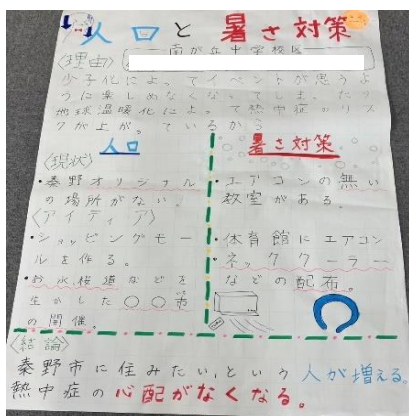 人口と暑さ対策
南が丘中学校区
〈理由〉
少子化によってイベントが思うよ
うに楽しめなくなってしまったり
地球温暖化によって熱中症のリス
クが上がっているから
人口
〈現状〉
・秦野オリジナル
の場所がない。
〈アイディア〉
・ショッピングモー
ルを作る。
・お水、桜道などを
生かした〇〇市
の開催。
暑さ対策
・エアコンの無い
教室がある。
・体育館にエアコン
・ネッククーラー
などの配布。
〈結論〉
秦野市に住みたい、という人が増える。
熱中症の心配がなくなる。